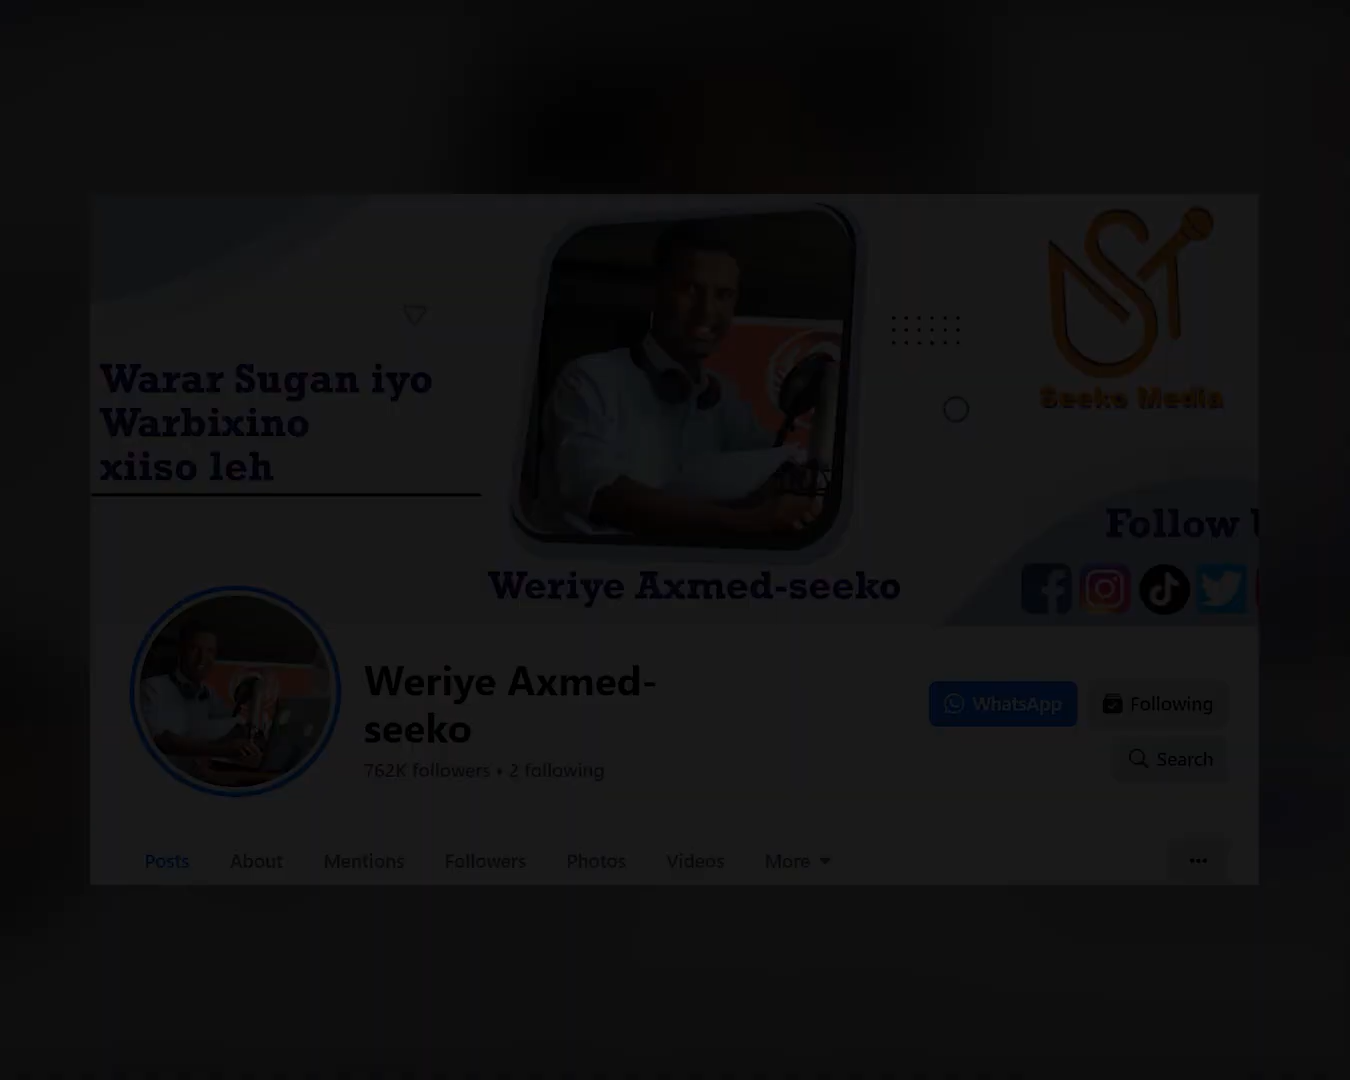 Warar Sugan iyo
Warbixino
xiiso leh
Seeko Media
Follow
Weriye Axmed-seeko
Weriye Axmed-
seeko
762K followers • 2 following
WhatsApp
Following
Search
Posts About Mentions Followers Photos Videos More